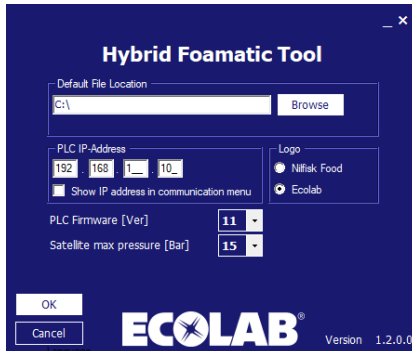 _ ×
Hybrid Foamatic Tool
Default File Location
C:\
Browse
PLC IP-Address
192 . 168 . 1__ . 10_
Show IP address in communication menu
Logo
Nilfisk Food
Ecolab
PLC Firmware [Ver] 11
Satellite max pressure [Bar] 15
OK
Cancel
ECOLAB®
Version 1.2.0.0